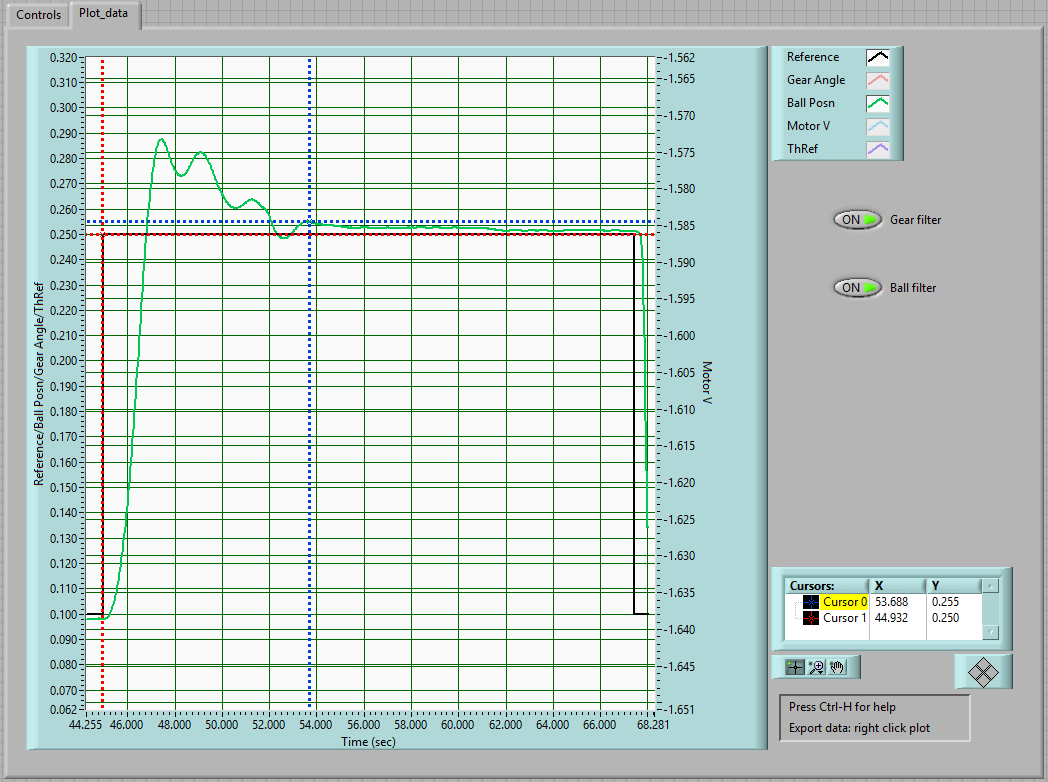 Controls
Plot_data
0.320
0.310
0.300
0.290
0.280
0.270
0.260
0.250
0.240
0.230
0.220
0.210
0.200
0.190
0.180
0.170
0.160
0.150
0.140
0.130
0.120
0.110
0.100
0.090
0.080
0.070
0.062
Reference/Ball Posn/Gear Angle/ThRef
44.255 46.000 48.000 50.000 52.000 54.000 56.000 58.000 60.000 62.000 64.000 66.000 68.281
Time (sec)
-1.562
-1.565
-1.570
-1.575
-1.580
-1.585
-1.590
-1.595
-1.600
-1.605
-1.610
-1.615
-1.620
-1.625
-1.630
-1.635
-1.640
-1.645
-1.651
Motor V
Reference
Gear Angle
Ball Posn
Motor V
ThRef
ON Gear filter
ON Ball filter
Cursors: X Y
Cursor 0 53.688 0.255
Cursor 1 44.932 0.250
Press Ctrl-H for help
Export data: right click plot